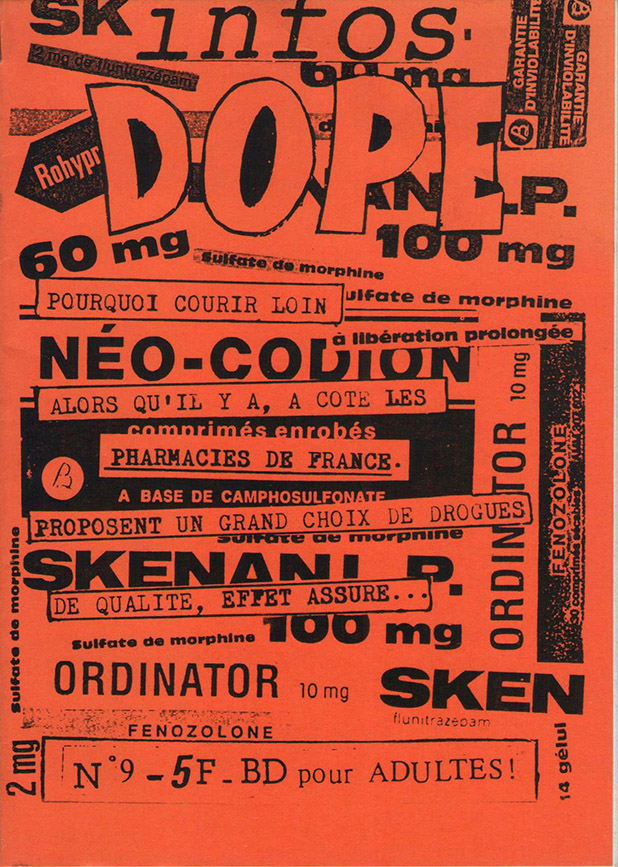 SK infos.
2 mg de flunitrazépam
60 mg
GARANTIE
D'INVIOLABILITÉ
GARANTIE
D'INVIOLABILITÉ
DOPE
Rohypn
AN L.P.
60 mg
100 mg
Sulfate de morphine
POURQUOI COURIR LOIN
ulfate de morphine
à libération prolongée
NÉO-CODION
ALORS QU'IL Y A, A COTE LES
comprimés enrobés
PHARMACIES DE FRANCE.
A BASE DE CAMPHOSULFONATE
PROPOSENT UN GRAND CHOIX DE DROGUES
sulfate de morphine
SKENAN L.P.
DE QUALITE, EFFET ASSURE...
Sulfate de morphine
100 mg
ORDINATOR 10 mg
FENOZOLONE
ORDINATOR 10 mg
SKEN
flunitrazépam
FENOZOLONE
Sulfate de morphine
2 mg
14 gélul
N°9 - 5F - BD pour ADULTES!